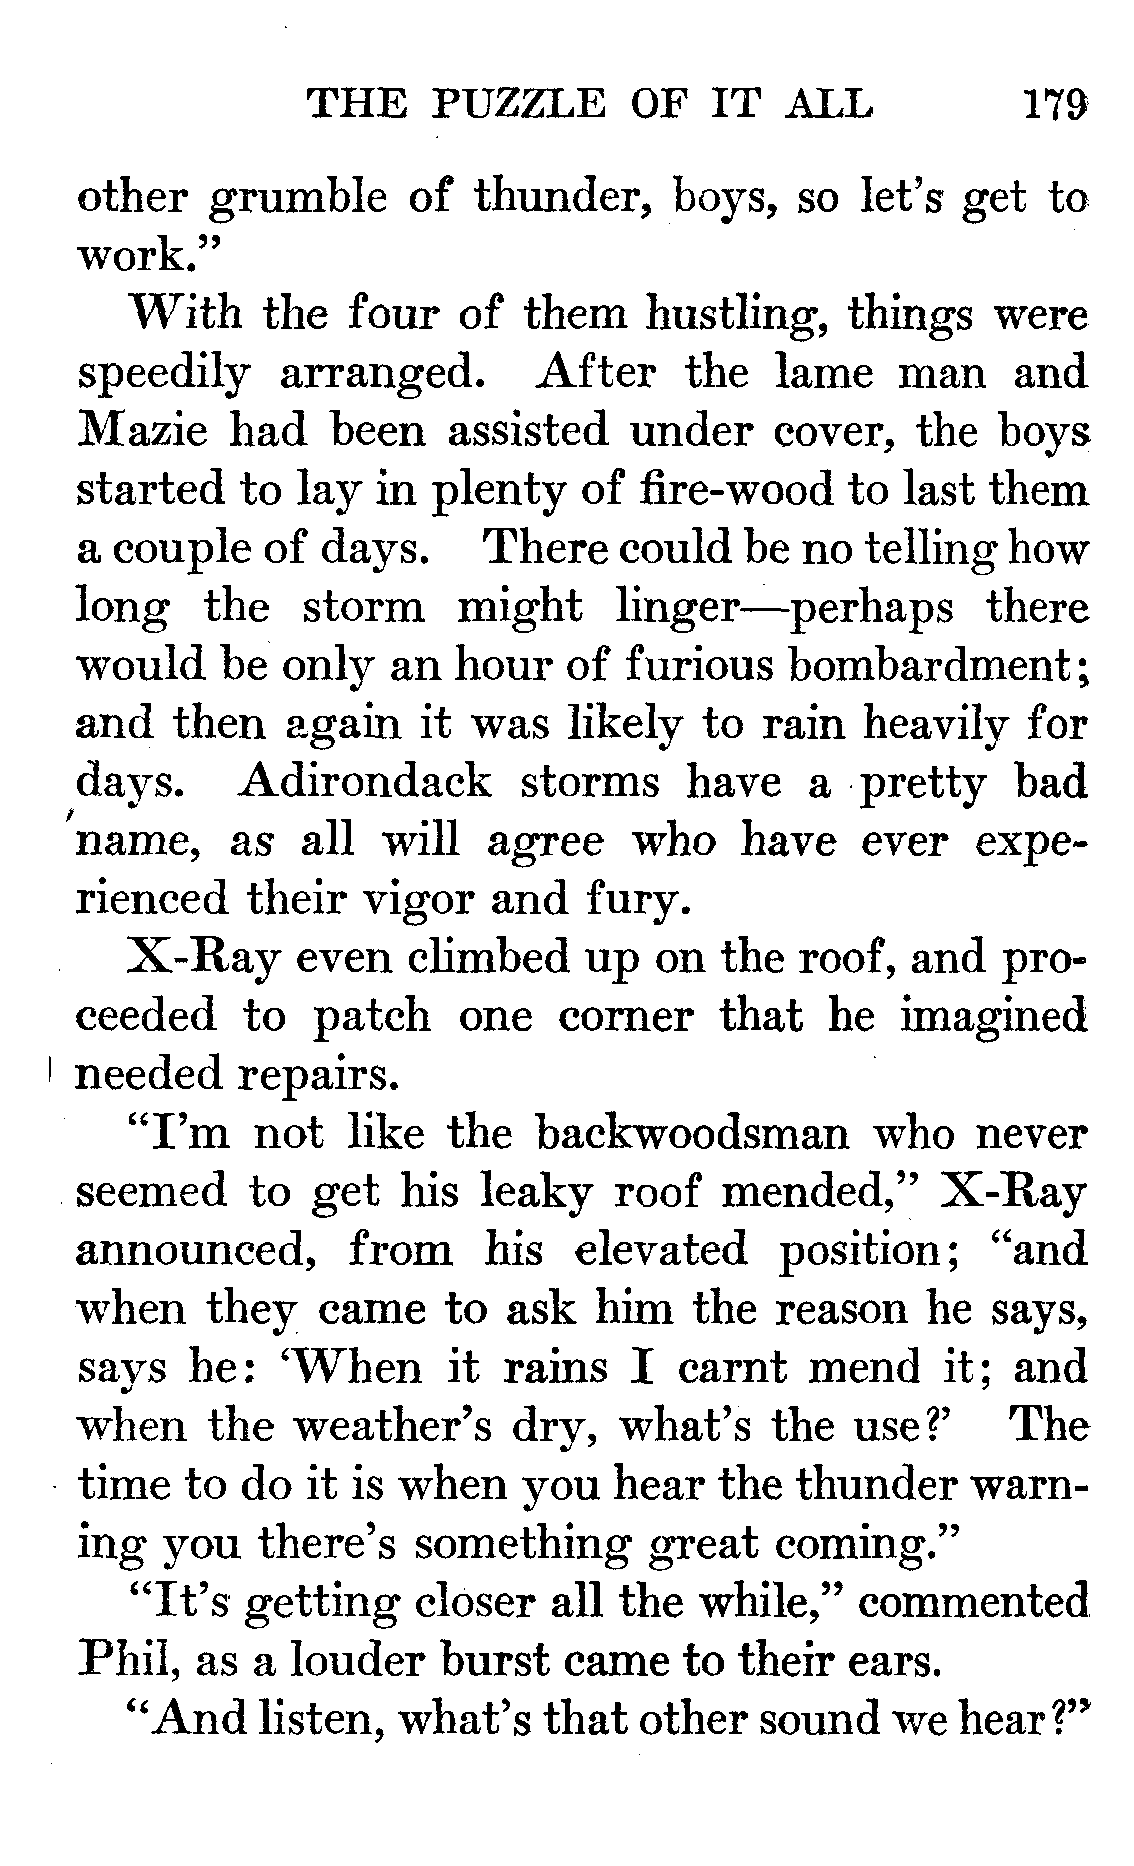 THE PUZZLE OF IT ALL 179
other grumble of thunder, boys, so let's get to
work."
With the four of them hustling, things were
speedily arranged. After the lame man and
Mazie had been assisted under cover, the boys
started to lay in plenty of fire-wood to last them
a couple of days. There could be no telling how
long the storm might linger—perhaps there
would be only an hour of furious bombardment;
and then again it was likely to rain heavily for
days. Adirondack storms have a pretty bad
name, as all will agree who have ever expe-
rienced their vigor and fury.
X-Ray even climbed up on the roof, and pro-
ceeded to patch one corner that he imagined
needed repairs.
"I'm not like the backwoodsman who never
seemed to get his leaky roof mended," X-Ray
announced, from his elevated position; "and
when they came to ask him the reason he says,
says he: 'When it rains I carnt mend it; and
when the weather's dry, what's the use?' The
time to do it is when you hear the thunder warn-
ing you there's something great coming."
"It's getting closer all the while," commented
Phil, as a louder burst came to their ears.
"And listen, what's that other sound we hear?"